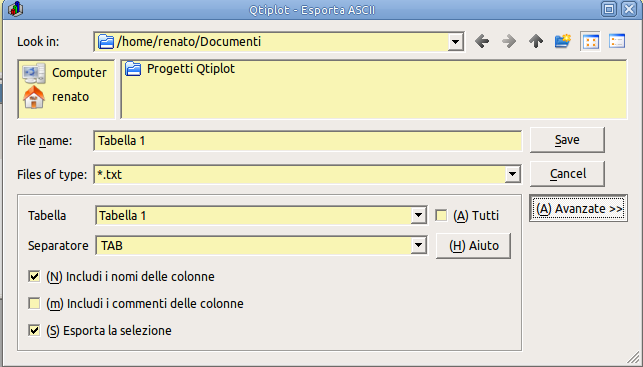 Qtiplot - Esporta ASCII
Look in: /home/renato/Documenti
Computer
renato
Progetti Qtiplot
File name: Tabella 1 Save
Files of type: *.txt Cancel
(A) Avanzate >>
Tabella Tabella 1 (A) Tutti
Separatore TAB (H) Aiuto
(N) Includi i nomi delle colonne
(m) Includi i commenti delle colonne
(S) Esporta la selezione